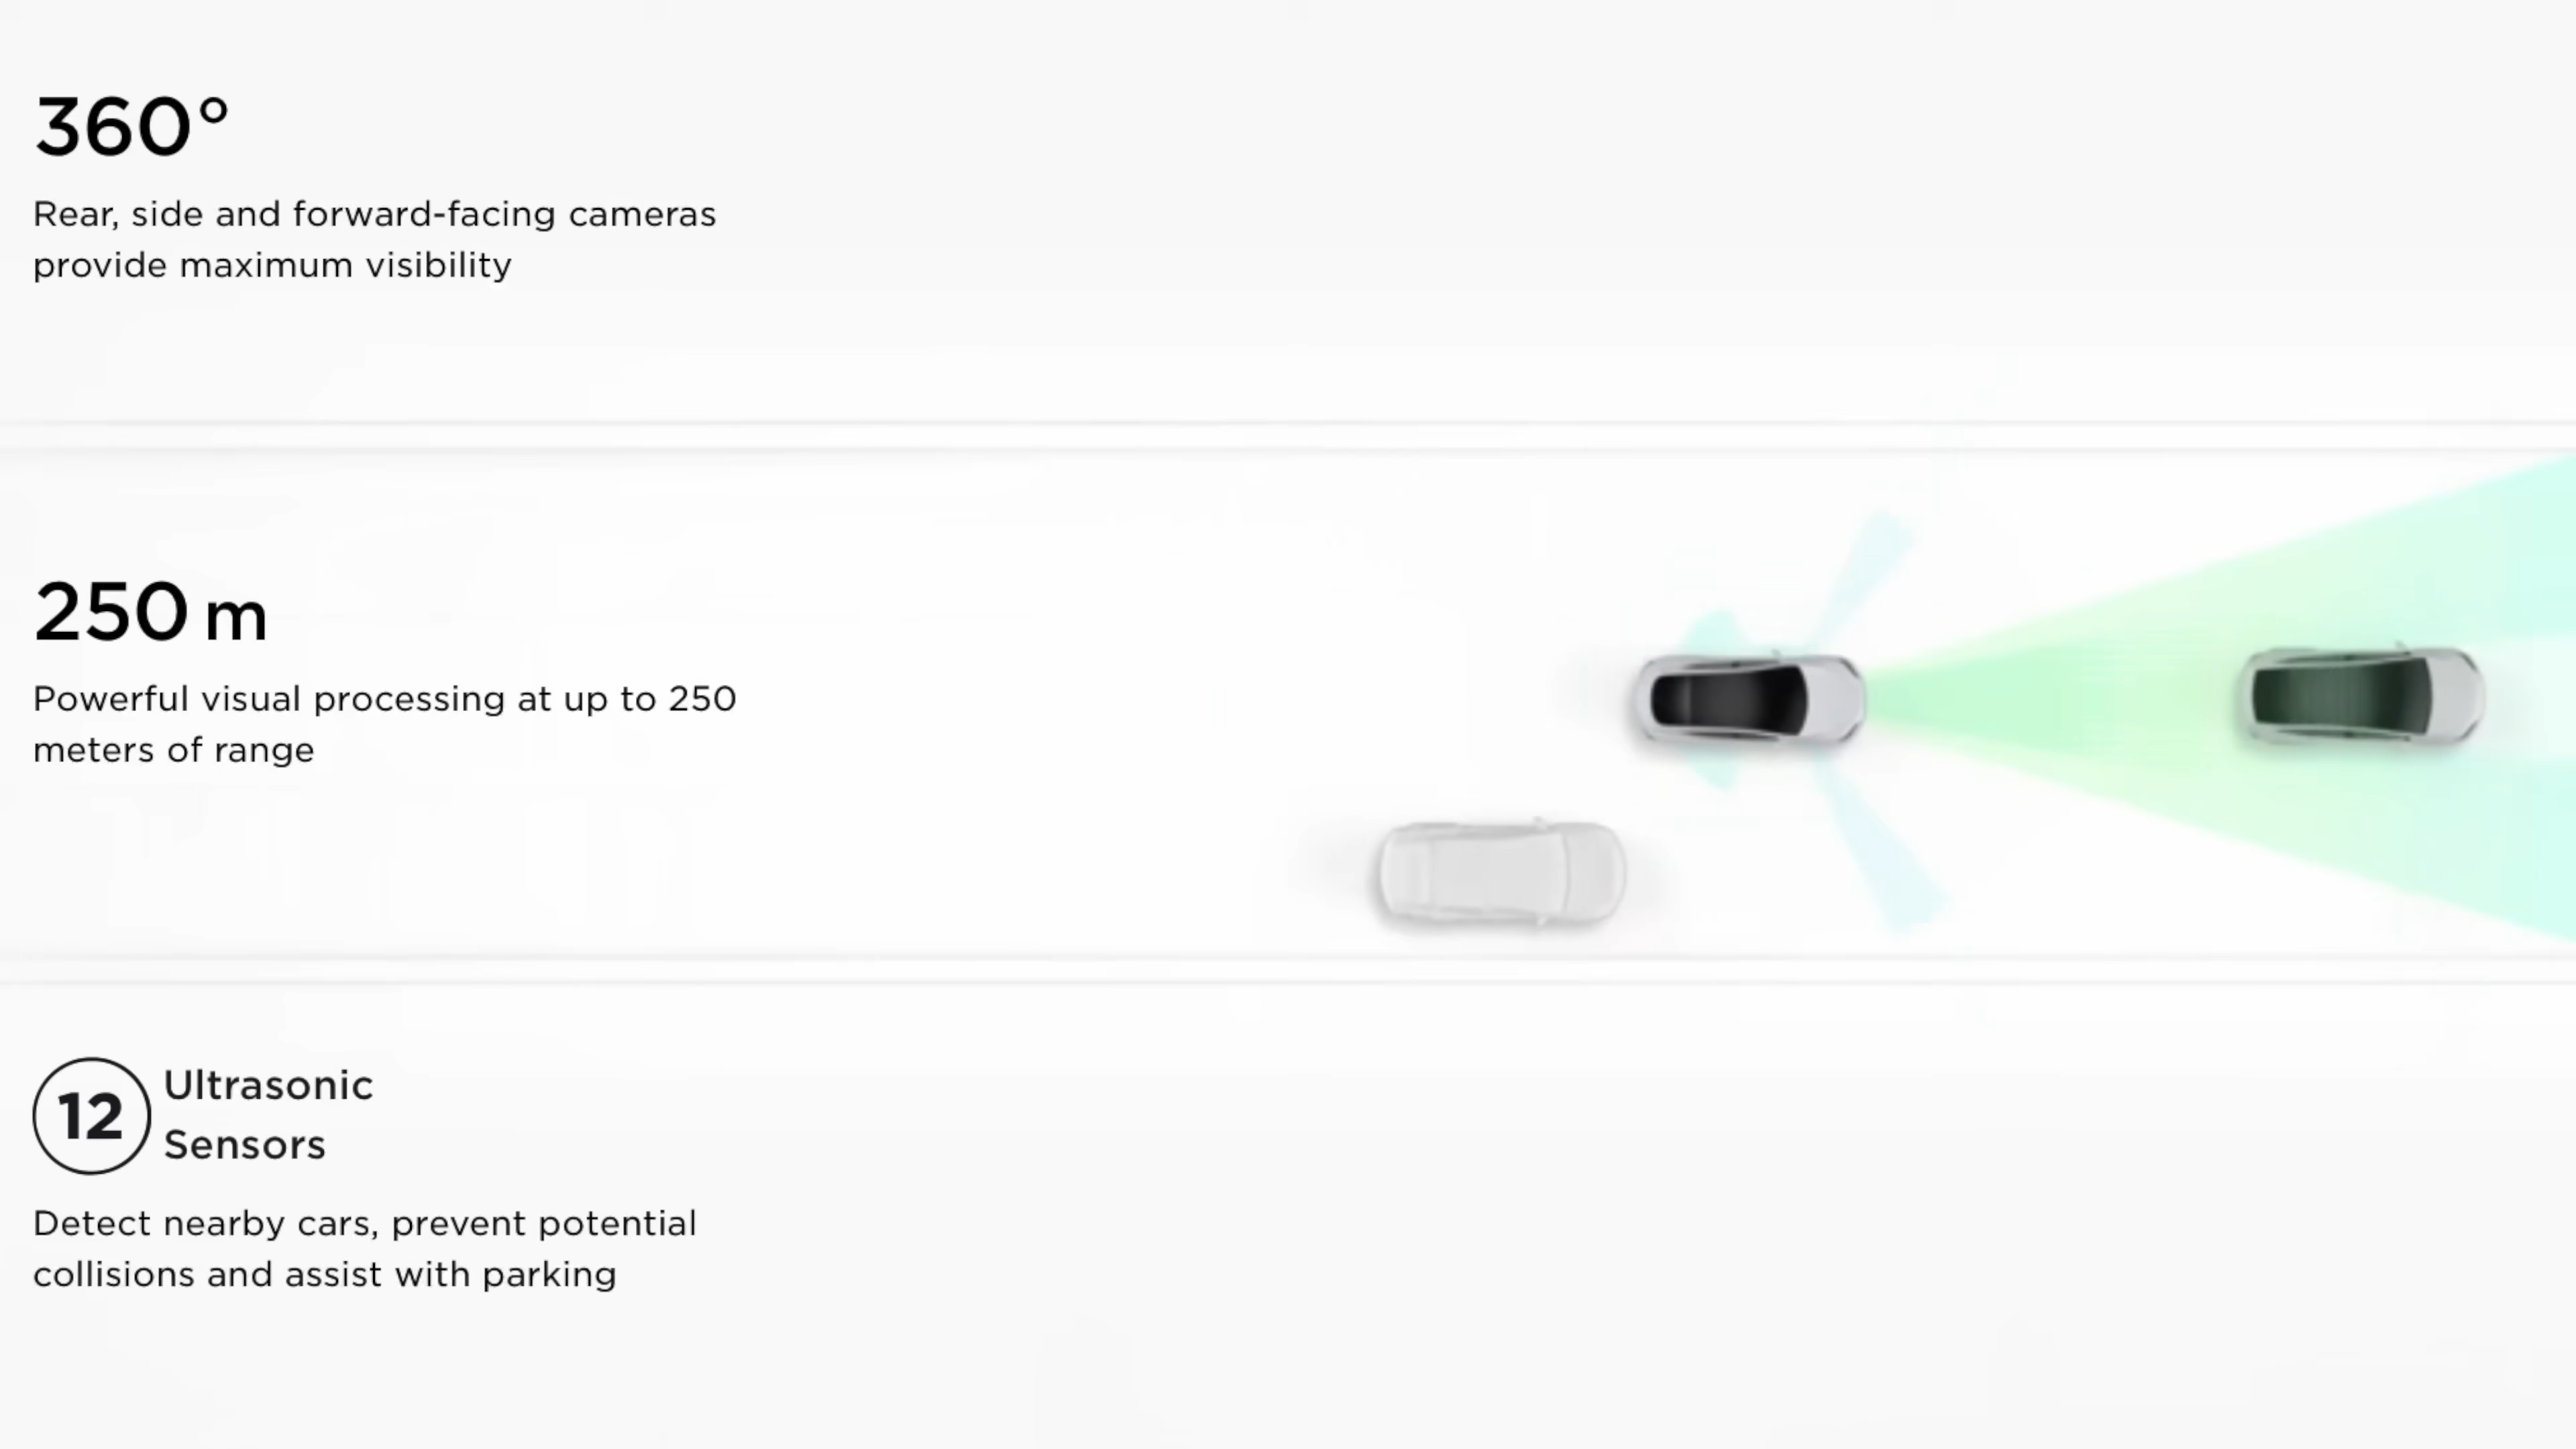 360°
Rear, side and forward-facing cameras
provide maximum visibility
250 m
Powerful visual processing at up to 250
meters of range
12
Ultrasonic
Sensors
Detect nearby cars, prevent potential
collisions and assist with parking